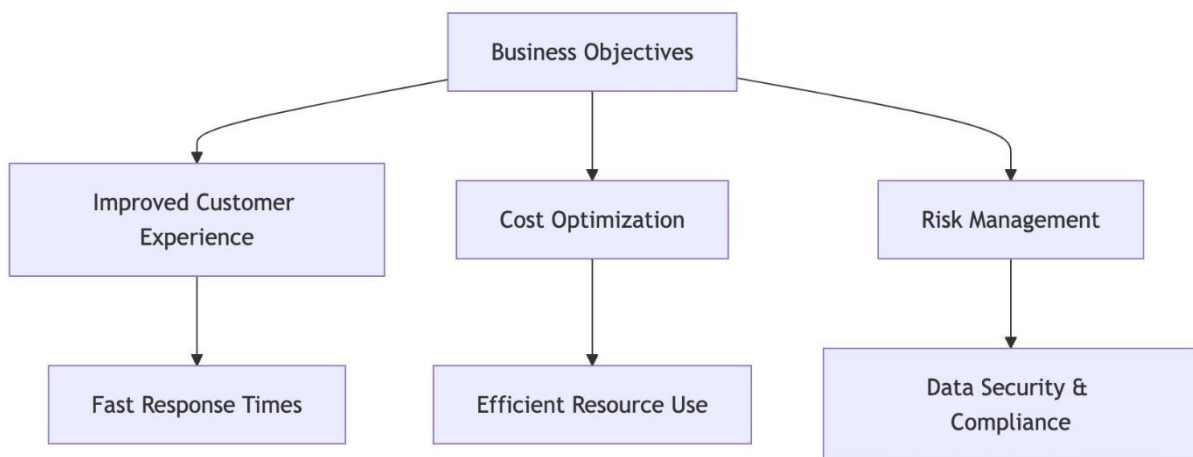 Business Objectives
Improved Customer
Experience
Cost Optimization
Risk Management
Fast Response Times
Efficient Resource Use
Data Security &
Compliance